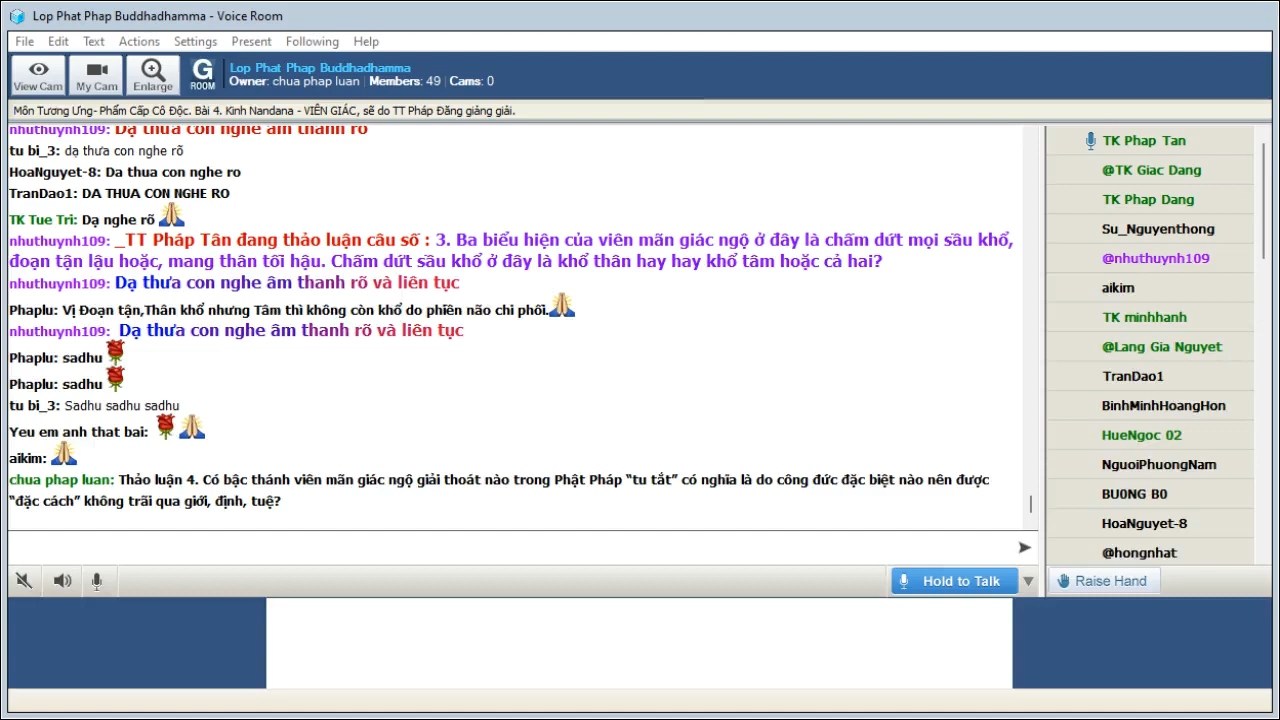 Lop Phat Phap Buddhadhamma - Voice Room
File Edit Text Actions Settings Present Following Help
View Cam My Cam Enlarge G ROOM
Lop Phat Phap Buddhadhamma
Owner: chua phap luan | Members: 49 | Cams: 0
Môn Tương Ưng- Phẩm Cấp Cô Độc. Bài 4. Kinh Nandana - VIÊN GIÁC, sẽ do TT Pháp Đăng giảng giải.
nhuthuynh109: Dạ thưa con nghe âm thanh rõ
tu bi_3: dạ thưa con nghe rõ
HoaNguyet-8: Da thua con nghe ro
TranDao1: DA THUA CON NGHE RO
TK Tue Tri: Dạ nghe rõ
nhuthuynh109: _TT Pháp Tân đang thảo luận câu số : 3. Ba biểu hiện của viên mãn giác ngộ ở đây là chấm dứt mọi sầu khổ,
đoạn tận lậu hoặc, mang thân tối hậu. Chấm dứt sầu khổ ở đây là khổ thân hay hay khổ tâm hoặc cả hai?
nhuthuynh109: Dạ thưa con nghe âm thanh rõ và liên tục
Phaplu: Vị Đoạn tận,Thân khổ nhưng Tâm thì không còn khổ do phiền não chi phối.
nhuthuynh109: Dạ thưa con nghe âm thanh rõ và liên tục
Phaplu: sadhu
Phaplu: sadhu
tu bi_3: Sadhu sadhu sadhu
Yeu em anh that bai:
aikim:
chua phap luan: Thảo luận 4. Có bậc thánh viên mãn giác ngộ giải thoát nào trong Phật Pháp “tu tắt” có nghĩa là do công đức đặc biệt nào nên được
“đặc cách” không trãi qua giới, định, tuệ?
TK Phap Tan
@TK Giac Dang
TK Phap Dang
Su_Nguyenthong
@nhuthuynh109
aikim
TK minhhanh
@Lang Gia Nguyet
TranDao1
BinhMinhHoangHon
HueNgoc 02
NguoiPhuongNam
BU0NG B0
HoaNguyet-8
@hongnhat
Hold to Talk
Raise Hand